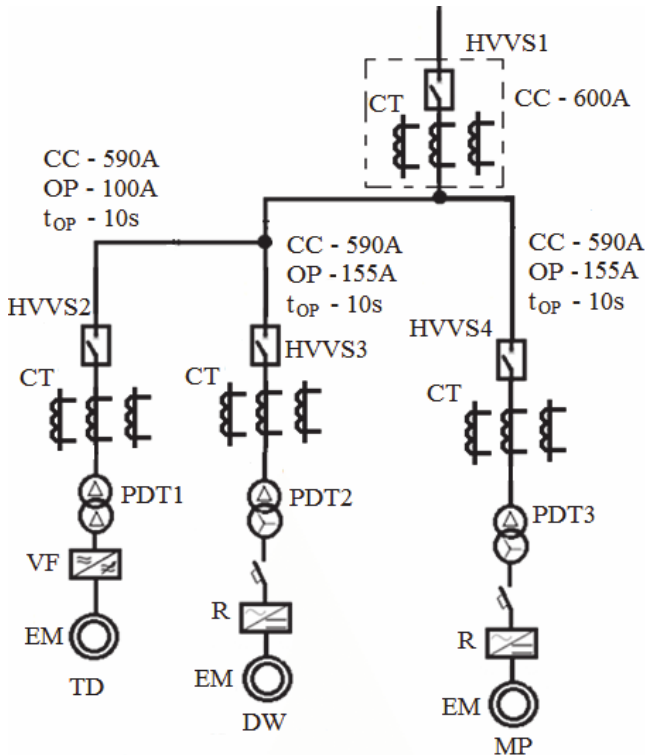 HVVS1
CT
CC - 600A
CC - 590A
OP - 100A
tOP - 10s
CC - 590A
OP - 155A
tOP - 10s
CC - 590A
OP - 155A
tOP - 10s
HVVS2
HVVS3
HVVS4
CT
CT
CT
PDT1
PDT2
PDT3
VF
R
R
EM
EM
EM
TD
DW
MP